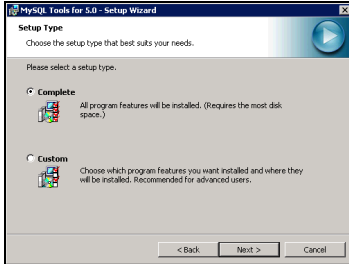 MySQL Tools for 5.0 - Setup Wizard
Setup Type
Choose the setup type that best suits your needs.
Please select a setup type.
Complete
All program features will be installed. (Requires the most disk
space.)
Custom
Choose which program features you want installed and where they
will be installed. Recommended for advanced users.
< Back
Next >
Cancel